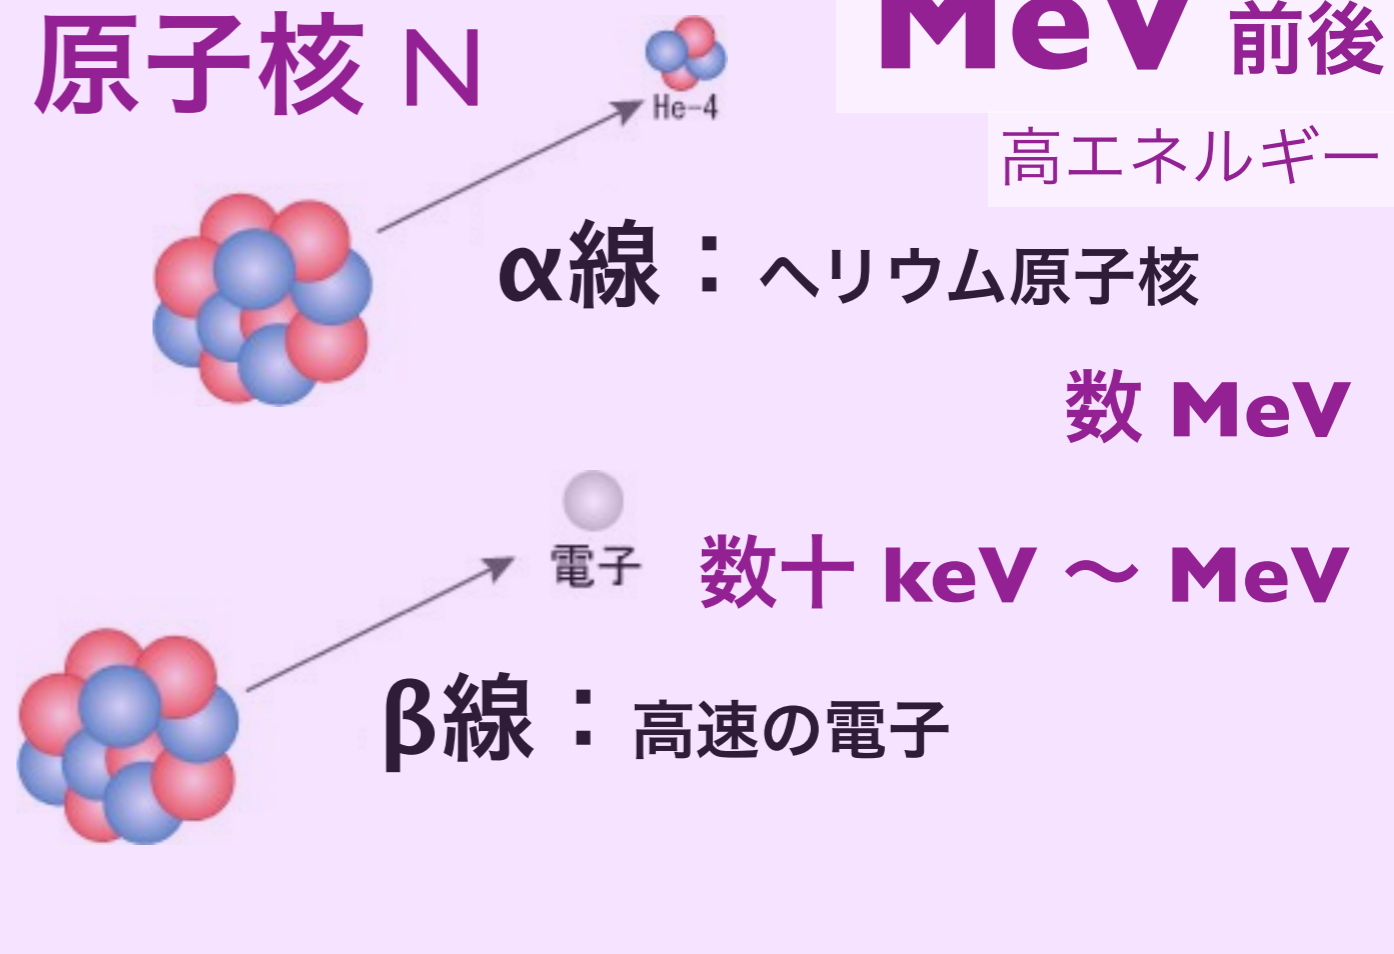 原子核 N
MeV 前後
He-4
高エネルギー
α線：ヘリウム原子核
数 MeV
電子
数十 keV 〜 MeV
β線：高速の電子